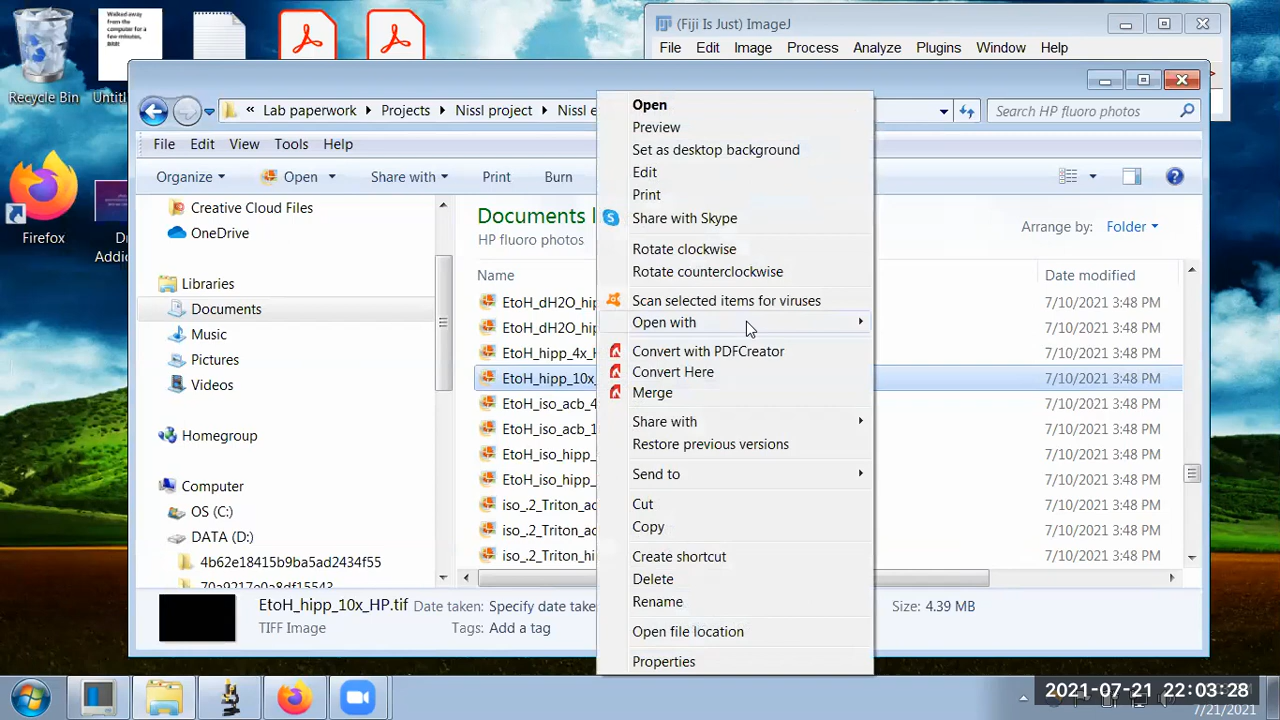 Walked away
from the
computer for a
few minutes,
BRB!
Recycle Bin
Untitl
Firefox
Addic
(Fiji Is Just) ImageJ
File Edit Image Process Analyze Plugins Window Help
« Lab paperwork Projects Nissl project Nissl e
Search HP fluoro photos
File Edit View Tools Help
Organize Open Share with Print Burn
Creative Cloud Files
OneDrive
Libraries
Documents
Music
Pictures
Videos
Homegroup
Computer
OS (C:)
DATA (D:)
4b62e18415b9ba5ad2434f55
70a9217e0a8df15543
Documents l
HP fluoro photos
Arrange by: Folder
Name
Date modified
EtoH_dH2O_hip
7/10/2021 3:48 PM
EtoH_dH2O_hip
7/10/2021 3:48 PM
EtoH_hipp_4x_H
7/10/2021 3:48 PM
EtoH_hipp_10x_
7/10/2021 3:48 PM
EtoH_iso_acb_4
7/10/2021 3:48 PM
EtoH_iso_acb_1
7/10/2021 3:48 PM
EtoH_iso_hipp_
7/10/2021 3:48 PM
EtoH_iso_hipp_
7/10/2021 3:48 PM
iso_2_Triton_ac
7/10/2021 3:48 PM
iso_2_Triton_ac
7/10/2021 3:48 PM
iso_2_Triton_hi
7/10/2021 3:48 PM
Open
Preview
Set as desktop background
Edit
Print
Share with Skype
Rotate clockwise
Rotate counterclockwise
Scan selected items for viruses
Open with
Convert with PDFCreator
Convert Here
Merge
Share with
Restore previous versions
Send to
Cut
Copy
Create shortcut
Delete
Rename
Open file location
Properties
EtoH_hipp_10x_HP.tif Date taken: Specify date take
Size: 4.39 MB
TIFF Image
Tags: Add a tag
2021-07-21 22:03:28
7/21/2021